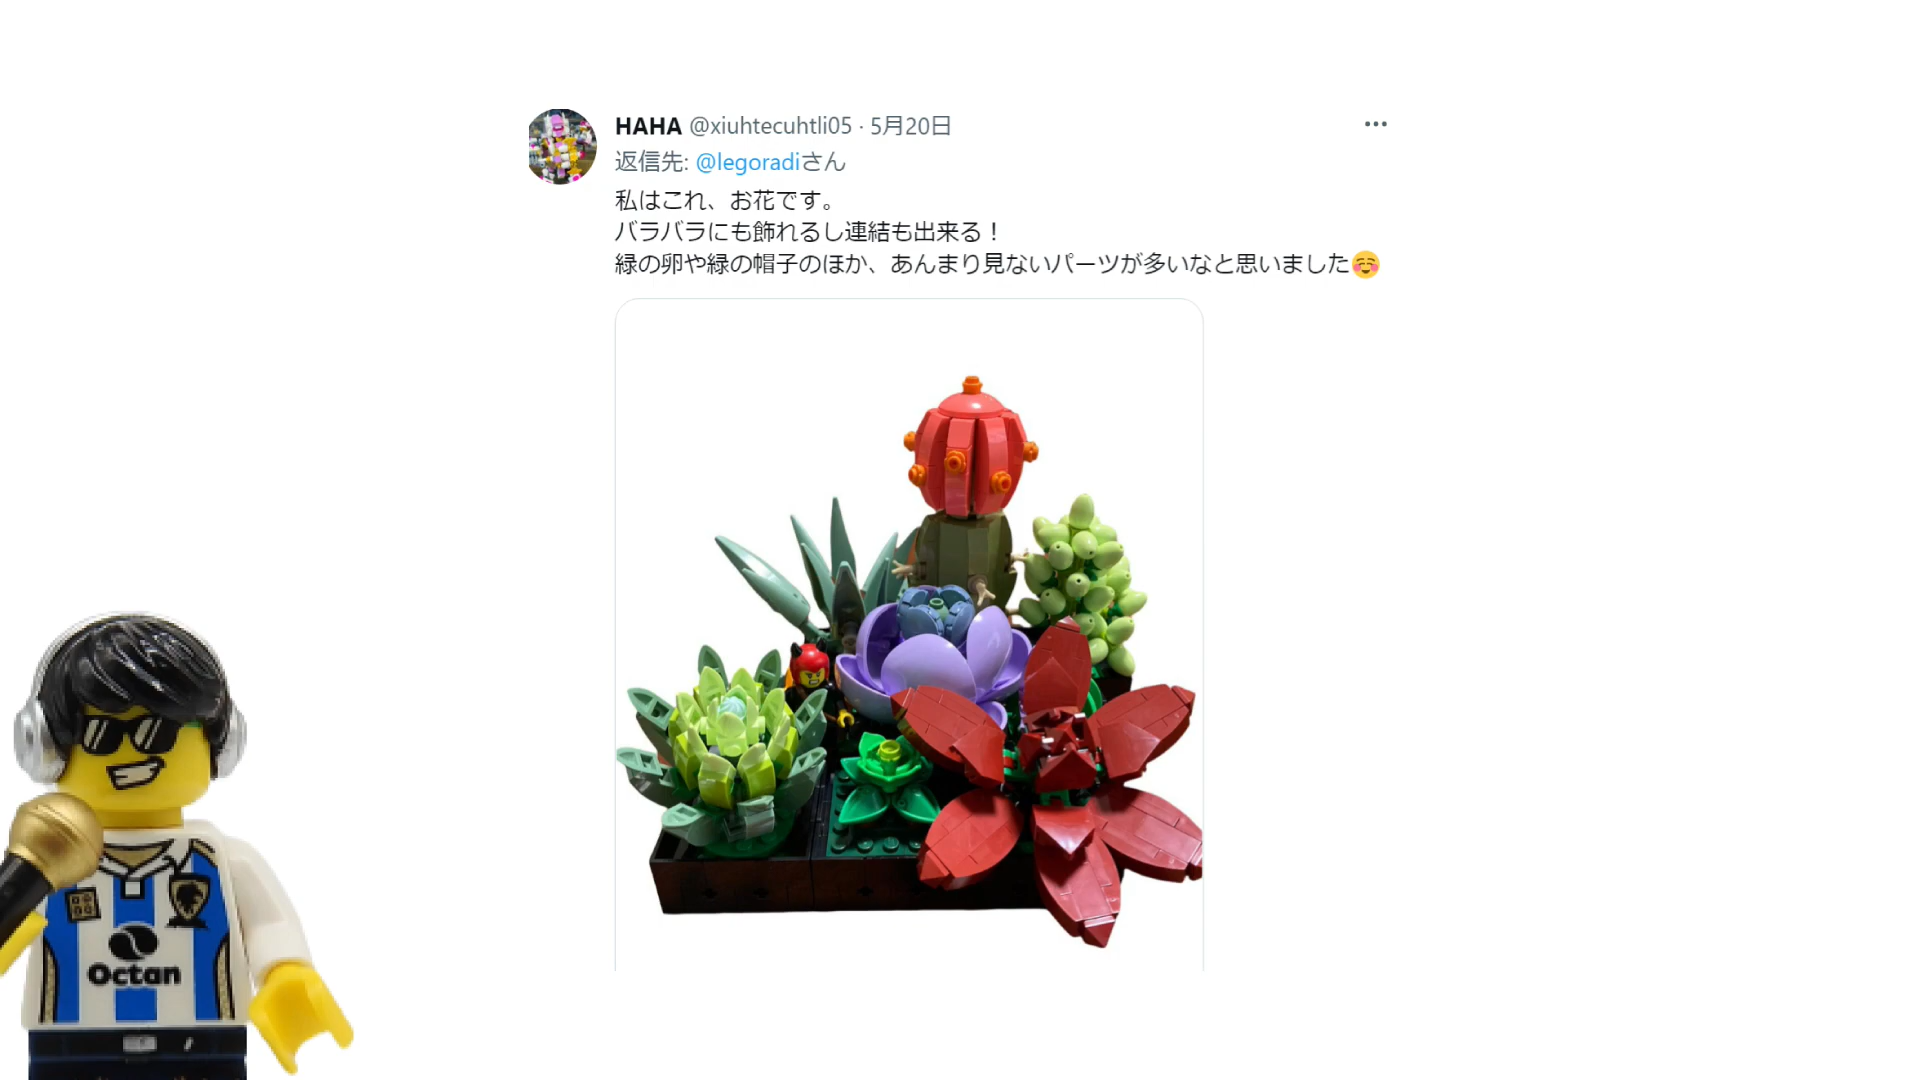 HAHA @xiuhtecuhtli05 · 5月20日
返信先: @legoradiさん
私はこれ、お花です。
バラバラにも飾れるし連結も出来る！
緑の卵や緑の帽子のほか、あんまり見ないパーツが多いなと思いました☺️
Octan